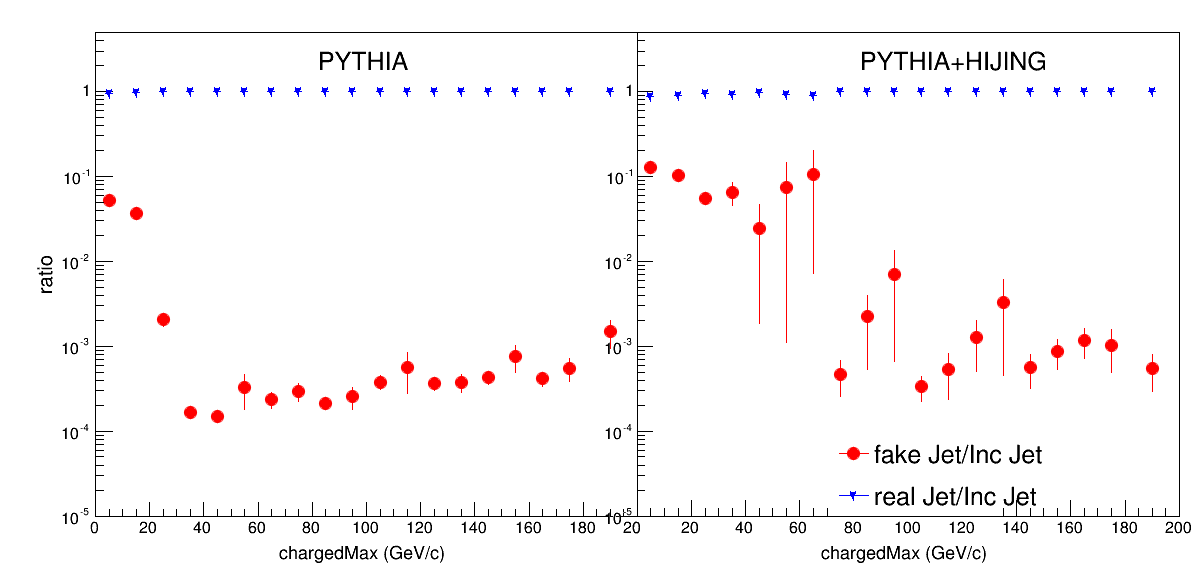 PYTHIA
PYTHIA+HIJING
1
10-1
10-2
10-3
10-4
10-5
ratio
1
10-1
10-2
10-3
10-4
fake Jet/Inc Jet
real Jet/Inc Jet
0 20 40 60 80 100 120 140 160 180
20 20 40 60 80 100 120 140 160 180 200
chargedMax (GeV/c)
chargedMax (GeV/c)